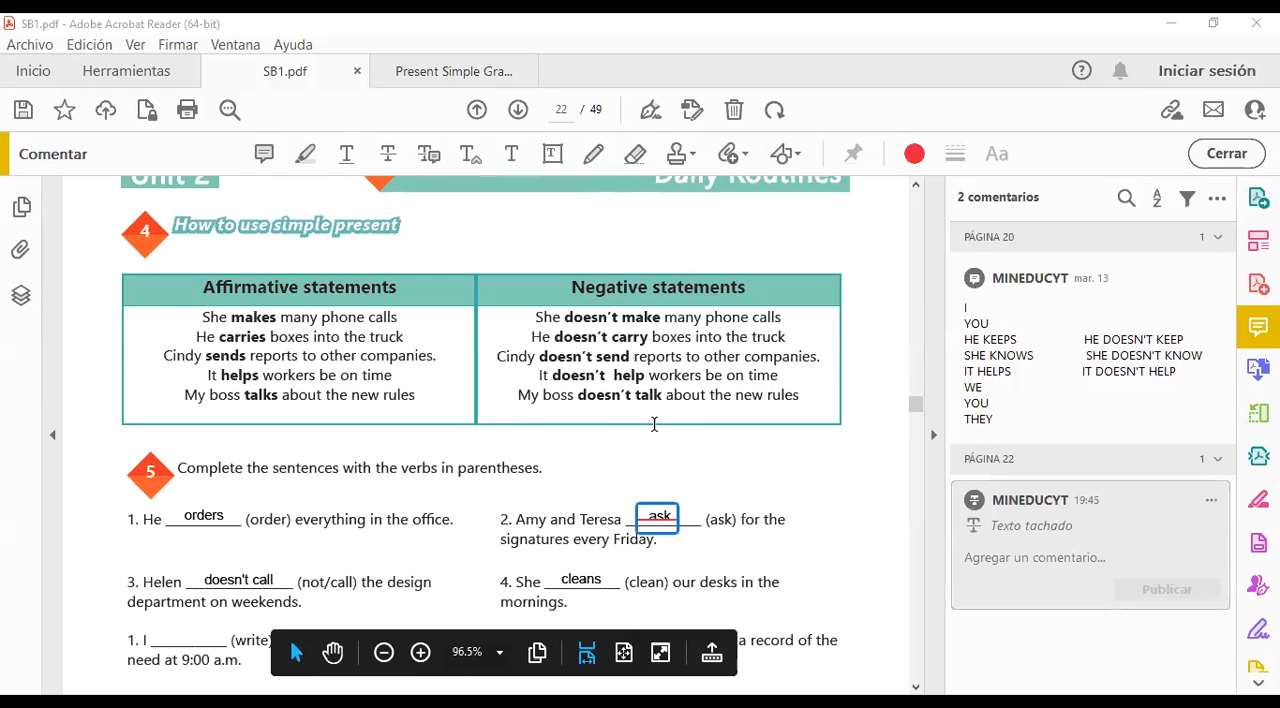 SB1.pdf - Adobe Acrobat Reader (64-bit)
Archivo Edición Ver Firmar Ventana Ayuda
Inicio Herramientas SB1.pdf × Present Simple Gra... Iniciar sesión
22 / 49
Comentar Aa Cerrar
Unit 2 Daily Routines
4 How to use simple present
Affirmative statements Negative statements
She makes many phone calls She doesn't make many phone calls
He carries boxes into the truck He doesn't carry boxes into the truck
Cindy sends reports to other companies. Cindy doesn't send reports to other companies.
It helps workers be on time It doesn't help workers be on time
My boss talks about the new rules My boss doesn't talk about the new rules
5 Complete the sentences with the verbs in parentheses.
1. He orders (order) everything in the office. 2. Amy and Teresa ask (ask) for the
signatures every Friday.
3. Helen doesn't call (not/call) the design 4. She cleans (clean) our desks in the
department on weekends. mornings.
1. I __________ (write) a record of the
need at 9:00 a.m.
96.5%
2 comentarios
PÁGINA 20 1
MINEDUCYT mar. 13
I
YOU
HE KEEPS HE DOESN'T KEEP
SHE KNOWS SHE DOESN'T KNOW
IT HELPS IT DOESN'T HELP
WE
YOU
THEY
PÁGINA 22 1
MINEDUCYT 19:45
Texto tachado
Agregar un comentario...
Publicar